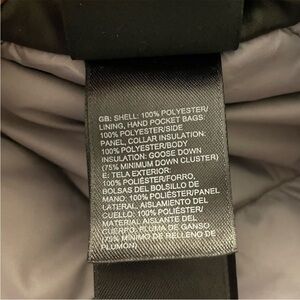 GB: SHELL: 100% POLYESTER/
LINING, HAND POCKET BAGS:
100% POLYESTER/SIDE
PANEL, COLLAR INSULATION:
100% POLYESTER/BODY
INSULATION: GOOSE DOWN
(75% MINIMUM DOWN CLUSTER)
E: TELA EXTERIOR:
100% POLIÉSTER/FORRO,
BOLSAS DEL BOLSILLO DE
MANO: 100% POLIÉSTER/PANEL
LATERAL, AISLAMIENTO DEL
CUELLO: 100% POLIÉSTER/
AISLAMIENTO DEL
CUERPO: PLUMA DE GANSO
(75% MÍNIMO DE RELLENO DE
PLUMÓN)